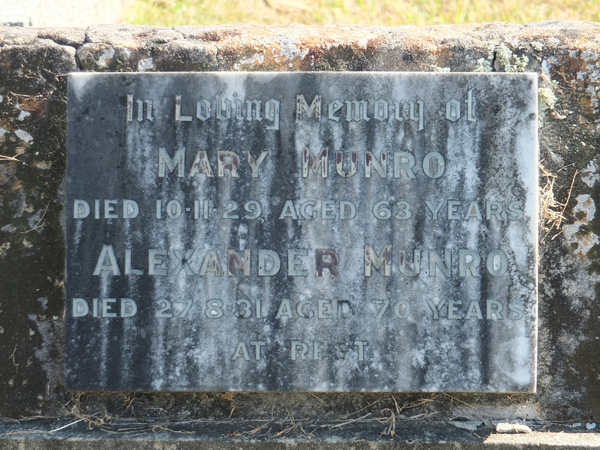 In Loving Memory of
MARY MUNRO
DIED 10-11-29, AGED 63 YEARS.
ALEXANDER MUNRO
DIED 27-8-31 AGED 70 YEARS
AT REST